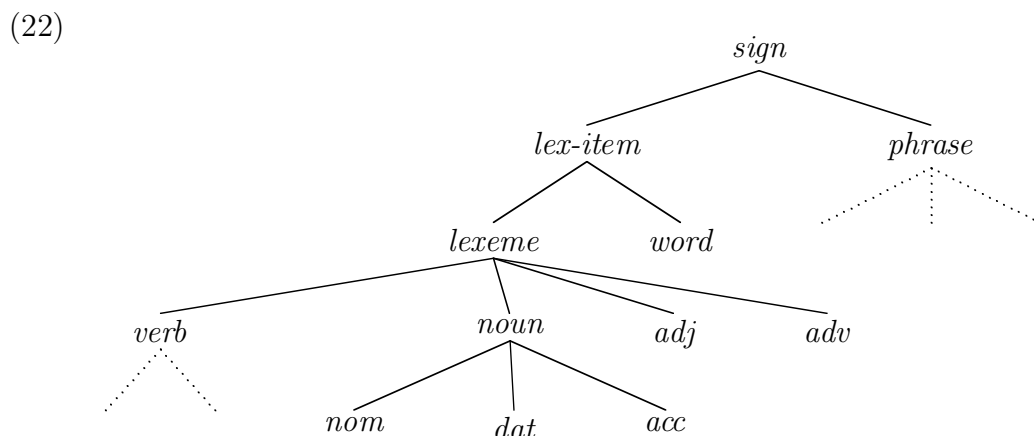 (22)
sign
lex-item phrase
lexeme word
verb noun adj adv
nom dat acc